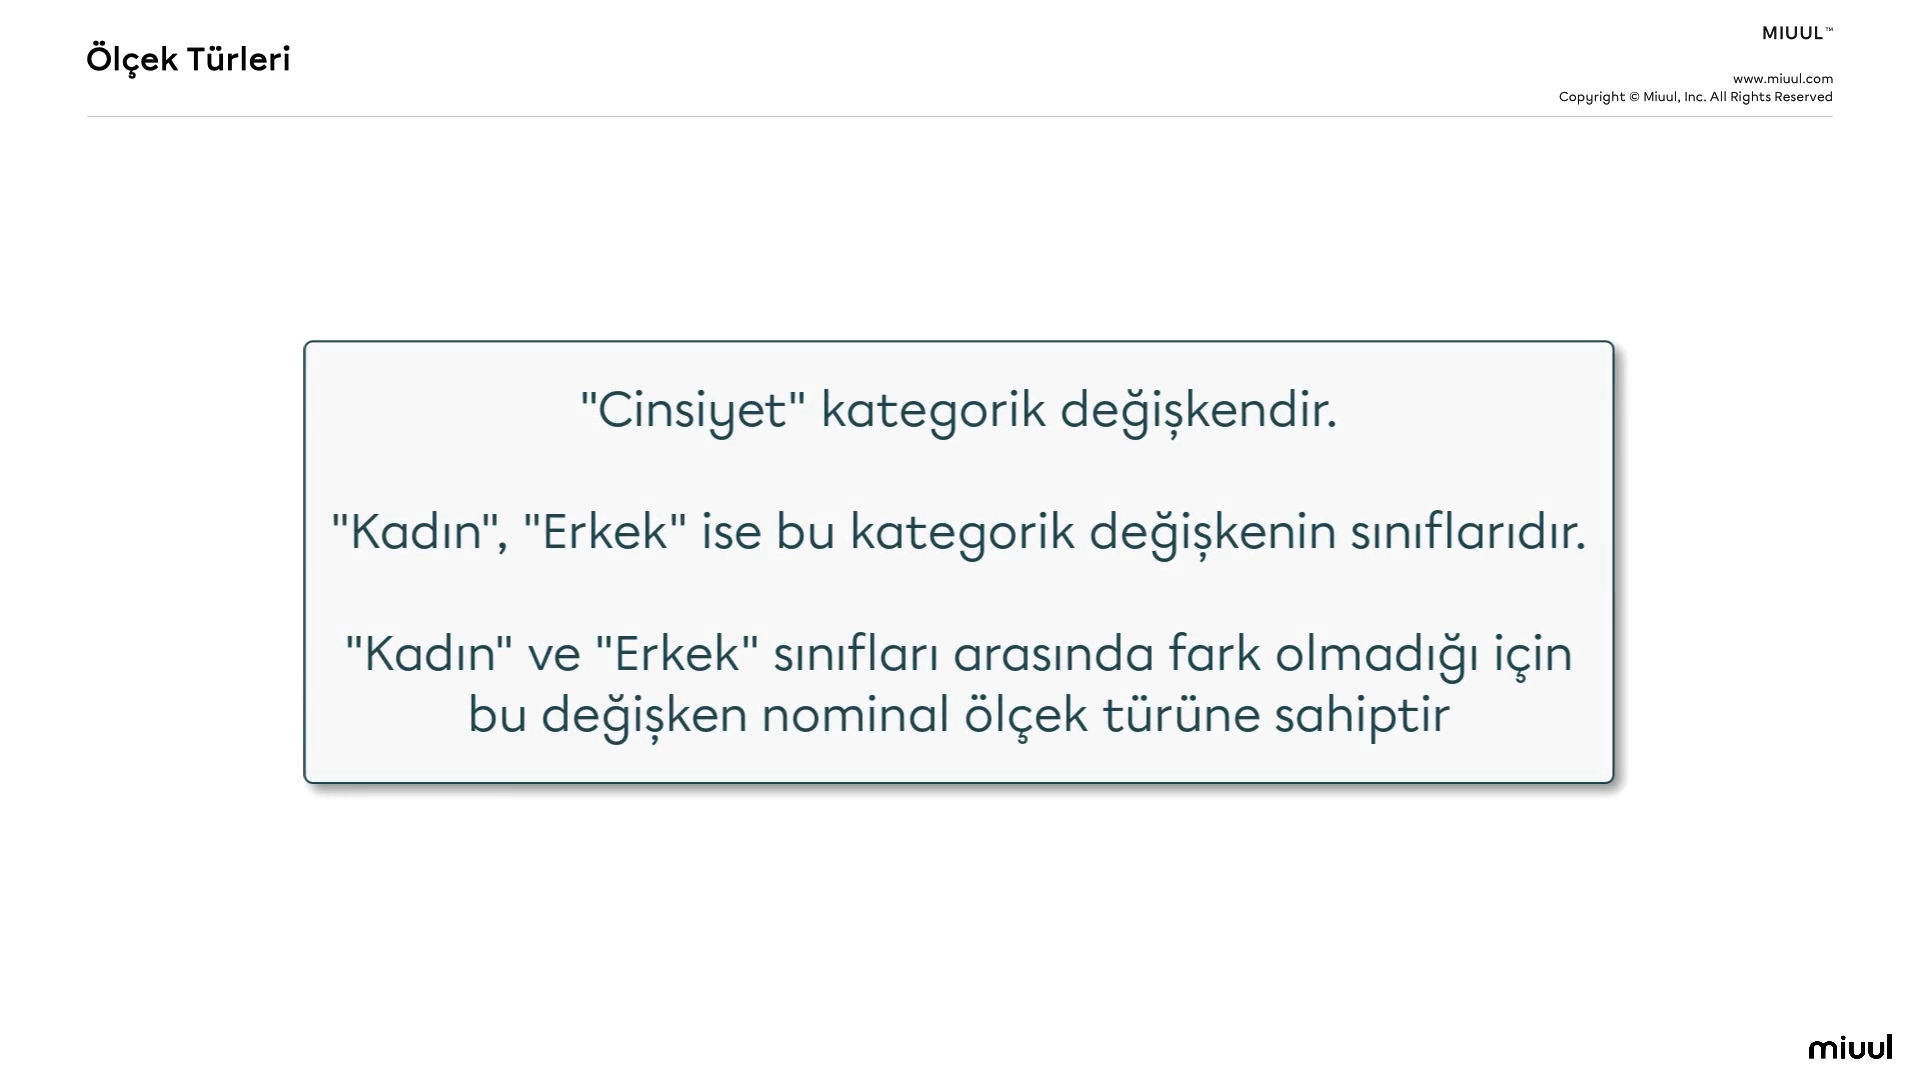 Ölçek Türleri
MIUUL™
www.miuul.com
Copyright © Miuul, Inc. All Rights Reserved
"Cinsiyet" kategorik değişkendir.
"Kadın", "Erkek" ise bu kategorik değişkenin sınıflarıdır.
"Kadın" ve "Erkek" sınıfları arasında fark olmadığı için
bu değişken nominal ölçek türüne sahiptir
miuul